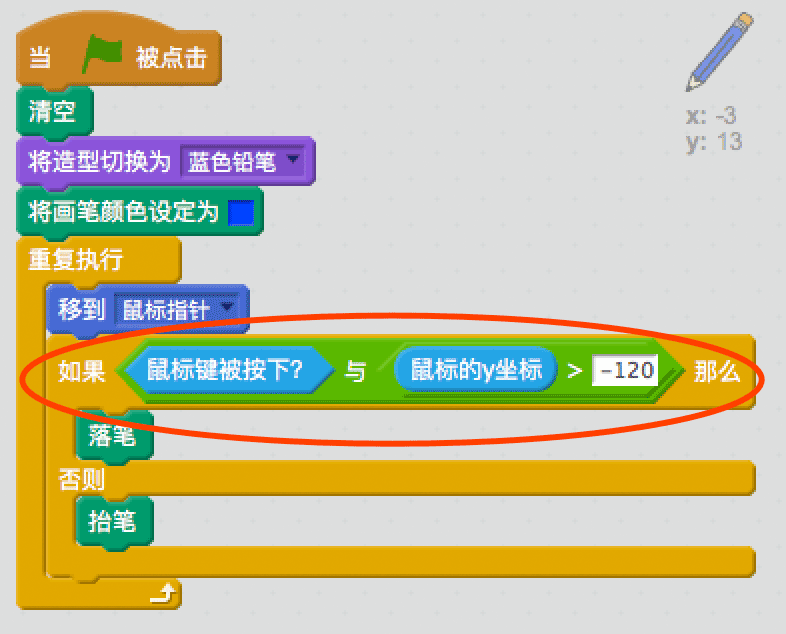 当 被点击
清空
将造型切换为 蓝色铅笔
将画笔颜色设定为
重复执行
移到 鼠标指针
如果 鼠标键被按下? 与 鼠标的y坐标 > -120 那么
落笔
否则
抬笔
x: -3
y: 13